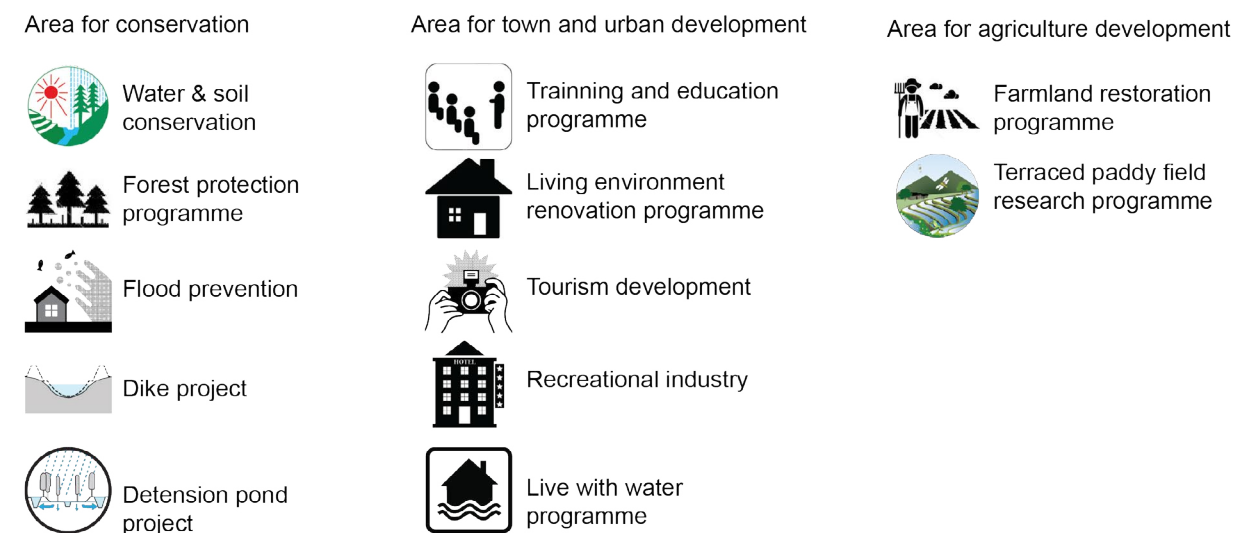 Area for conservation
Water & soil
conservation
Forest protection
programme
Flood prevention
Dike project
Detension pond
project
Area for town and urban development
Trainning and education
programme
Living environment
renovation programme
Tourism development
HOTEL
Recreational industry
Live with water
programme
Area for agriculture development
Farmland restoration
programme
Terraced paddy field
research programme